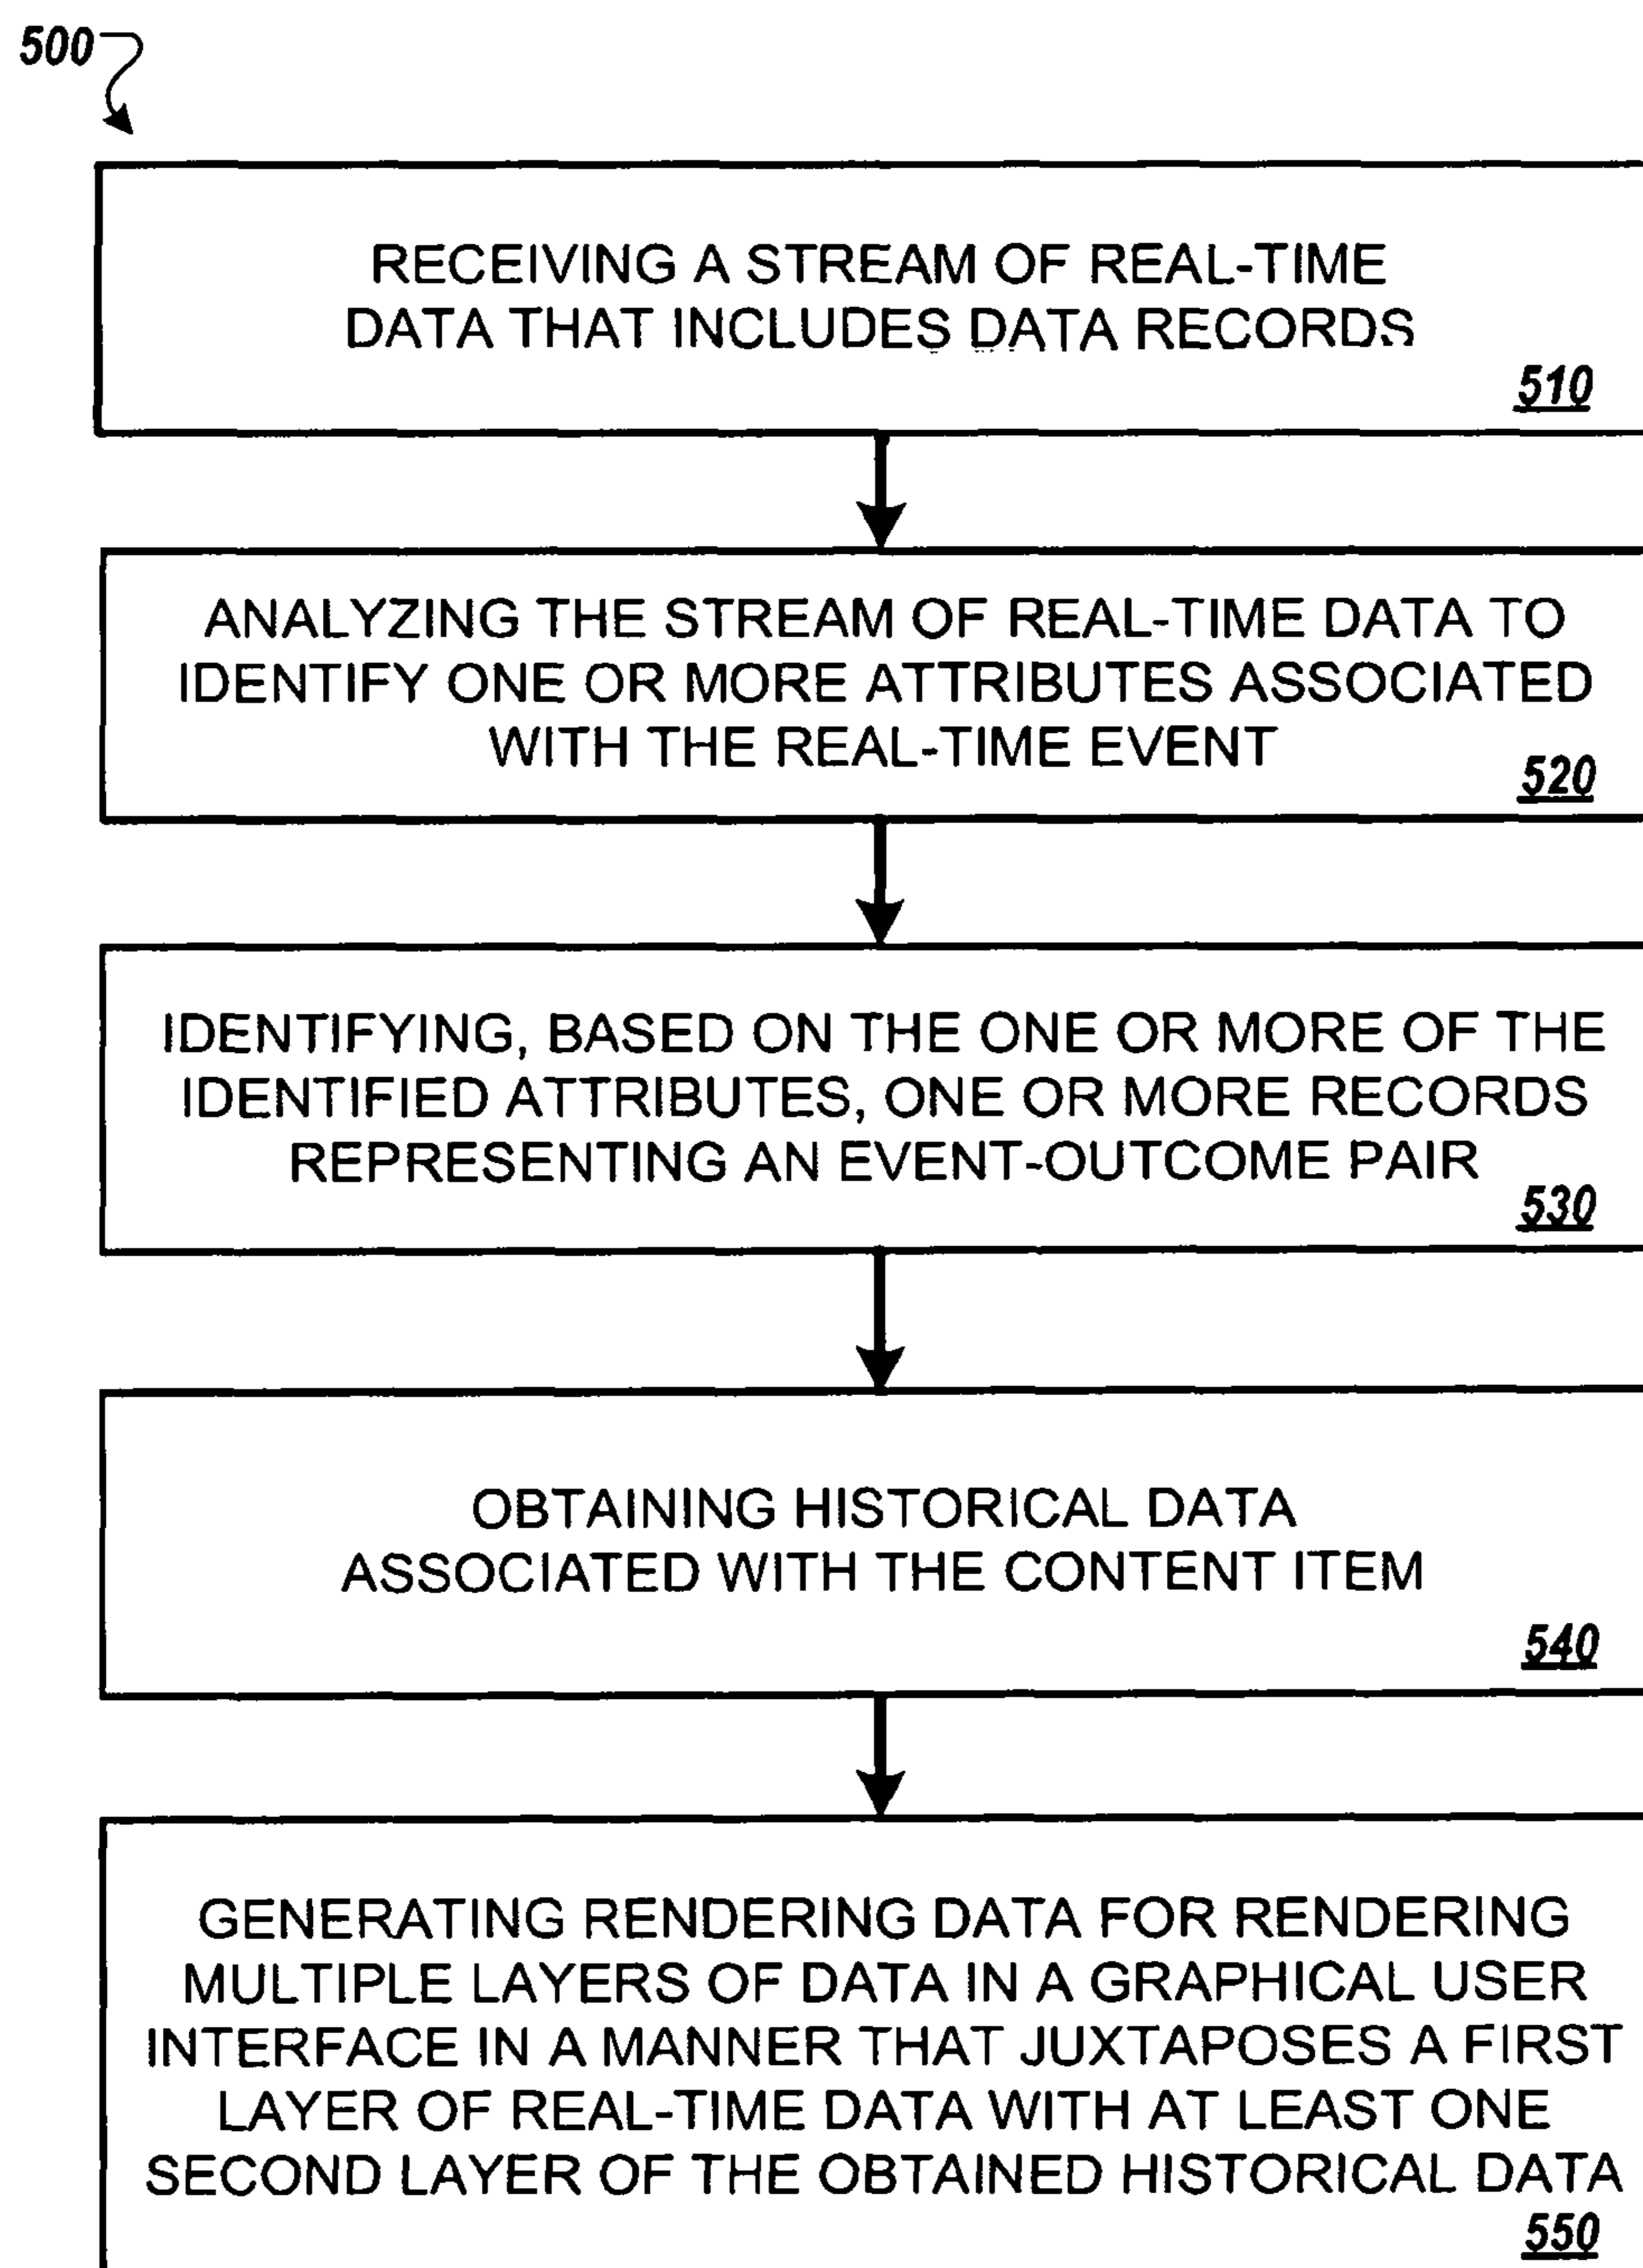 500
RECEIVING A STREAM OF REAL-TIME
DATA THAT INCLUDES DATA RECORDS
510
ANALYZING THE STREAM OF REAL-TIME DATA TO
IDENTIFY ONE OR MORE ATTRIBUTES ASSOCIATED
WITH THE REAL-TIME EVENT
520
IDENTIFYING, BASED ON THE ONE OR MORE OF THE
IDENTIFIED ATTRIBUTES, ONE OR MORE RECORDS
REPRESENTING AN EVENT-OUTCOME PAIR
530
OBTAINING HISTORICAL DATA
ASSOCIATED WITH THE CONTENT ITEM
540
GENERATING RENDERING DATA FOR RENDERING
MULTIPLE LAYERS OF DATA IN A GRAPHICAL USER
INTERFACE IN A MANNER THAT JUXTAPOSES A FIRST
LAYER OF REAL-TIME DATA WITH AT LEAST ONE
SECOND LAYER OF THE OBTAINED HISTORICAL DATA
550